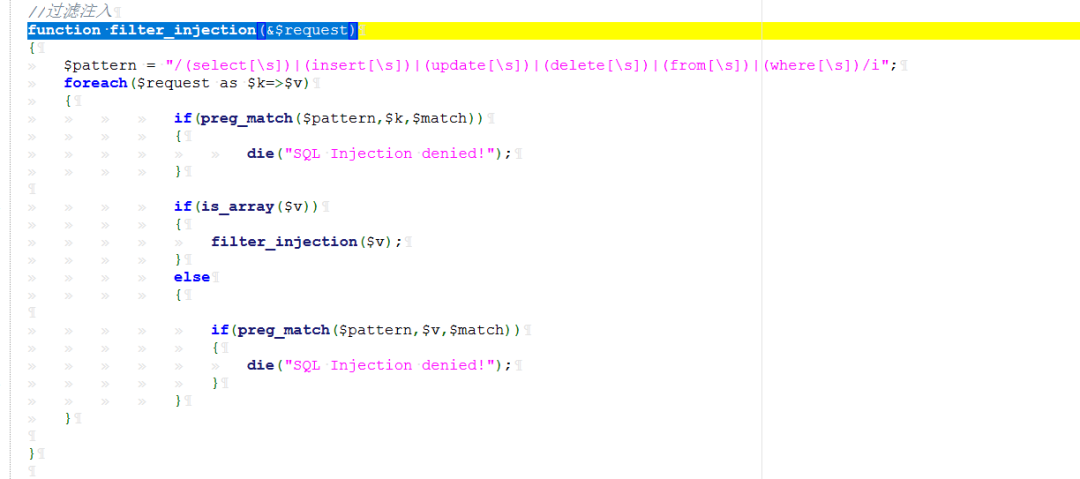 //过滤注入
function filter_injection(&$request)
{
$pattern = "/(select[\s])|(insert[\s])|(update[\s])|(delete[\s])|(from[\s])|(where[\s])/i";
foreach($request as $k=>$v)
{
if(preg_match($pattern,$k,$match))
{
die("SQL Injection denied!");
}
if(is_array($v))
{
filter_injection($v);
}
else
{
if(preg_match($pattern,$v,$match))
{
die("SQL Injection denied!");
}
}
}
}